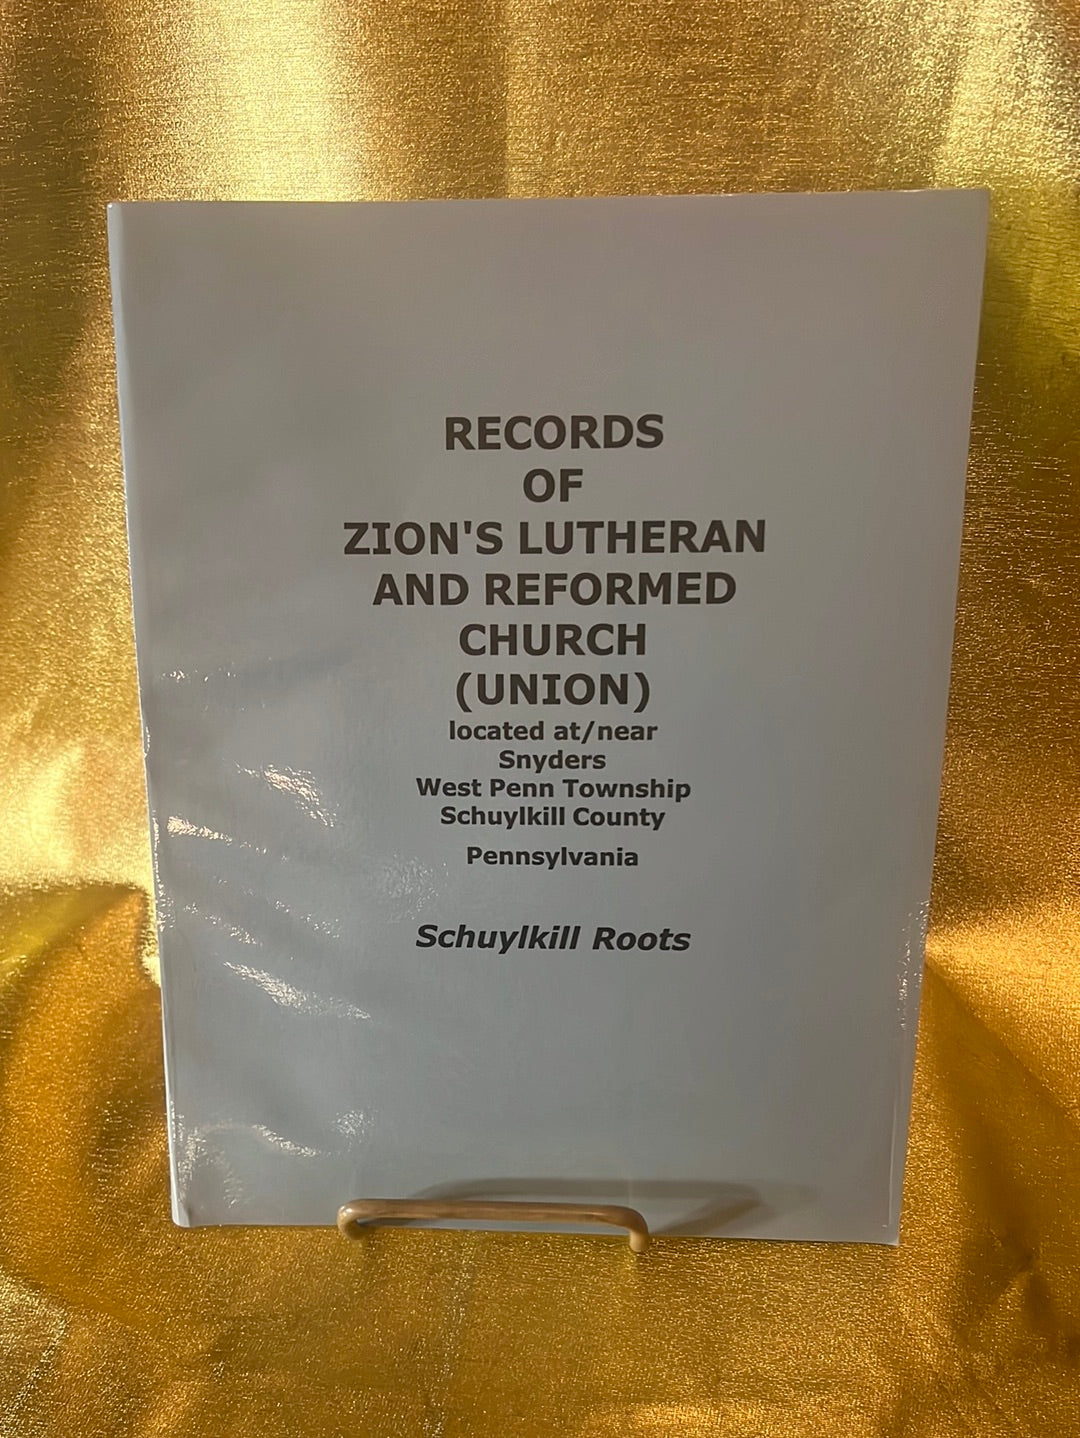 RECORDS
OF
ZION'S LUTHERAN
AND REFORMED
CHURCH
(UNION)
located at/near
Snyders
West Penn Township
Schuylkill County
Pennsylvania
Schuylkill Roots